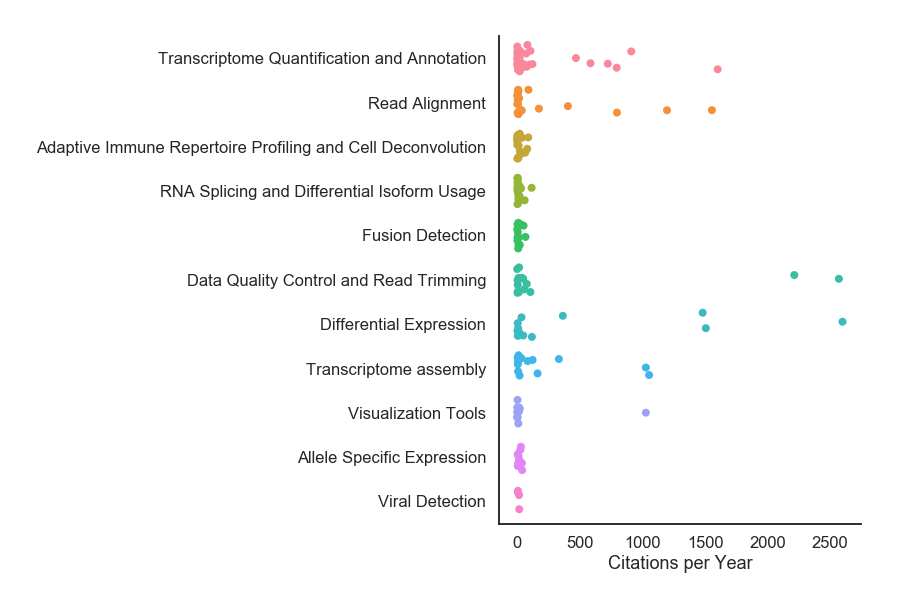 Transcriptome Quantification and Annotation
Read Alignment
Adaptive Immune Repertoire Profiling and Cell Deconvolution
RNA Splicing and Differential Isoform Usage
Fusion Detection
Data Quality Control and Read Trimming
Differential Expression
Transcriptome assembly
Visualization Tools
Allele Specific Expression
Viral Detection
0 500 1000 1500 2000 2500
Citations per Year